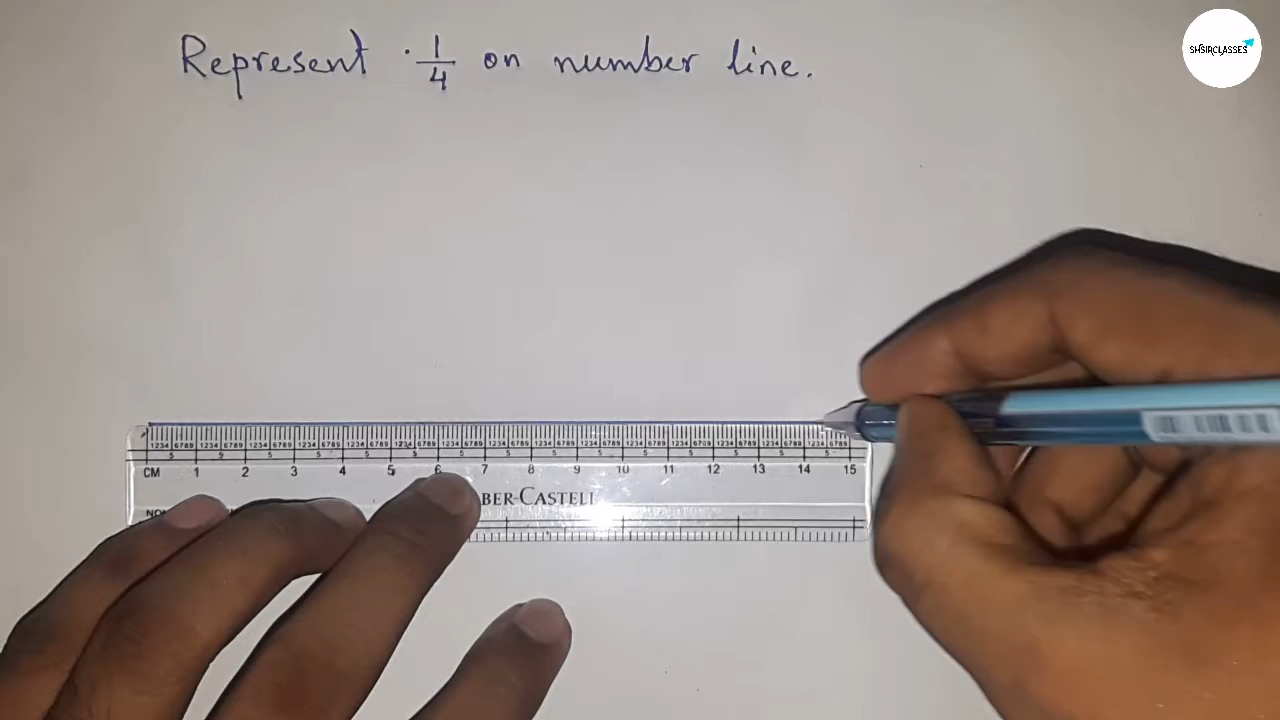 Represent 1/4 on number line.
SHSIRCLASSES
CM 1 2 3 4 5 6 7 8 9 10 11 12 13 14 15
BER-CASTELL